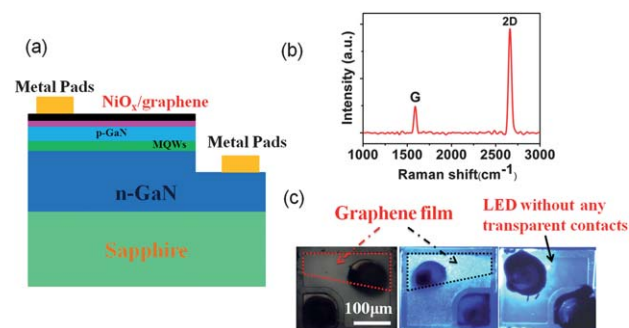 (a)
Metal Pads
NiOx/graphene
p-GaN
MQWs
Metal Pads
n-GaN
Sapphire
(b)
Intensity (a.u.)
2D
G
1000 1500 2000 2500 3000
Raman shift(cm-1)
(c)
Graphene film
LED without any
transparent contacts
100μm